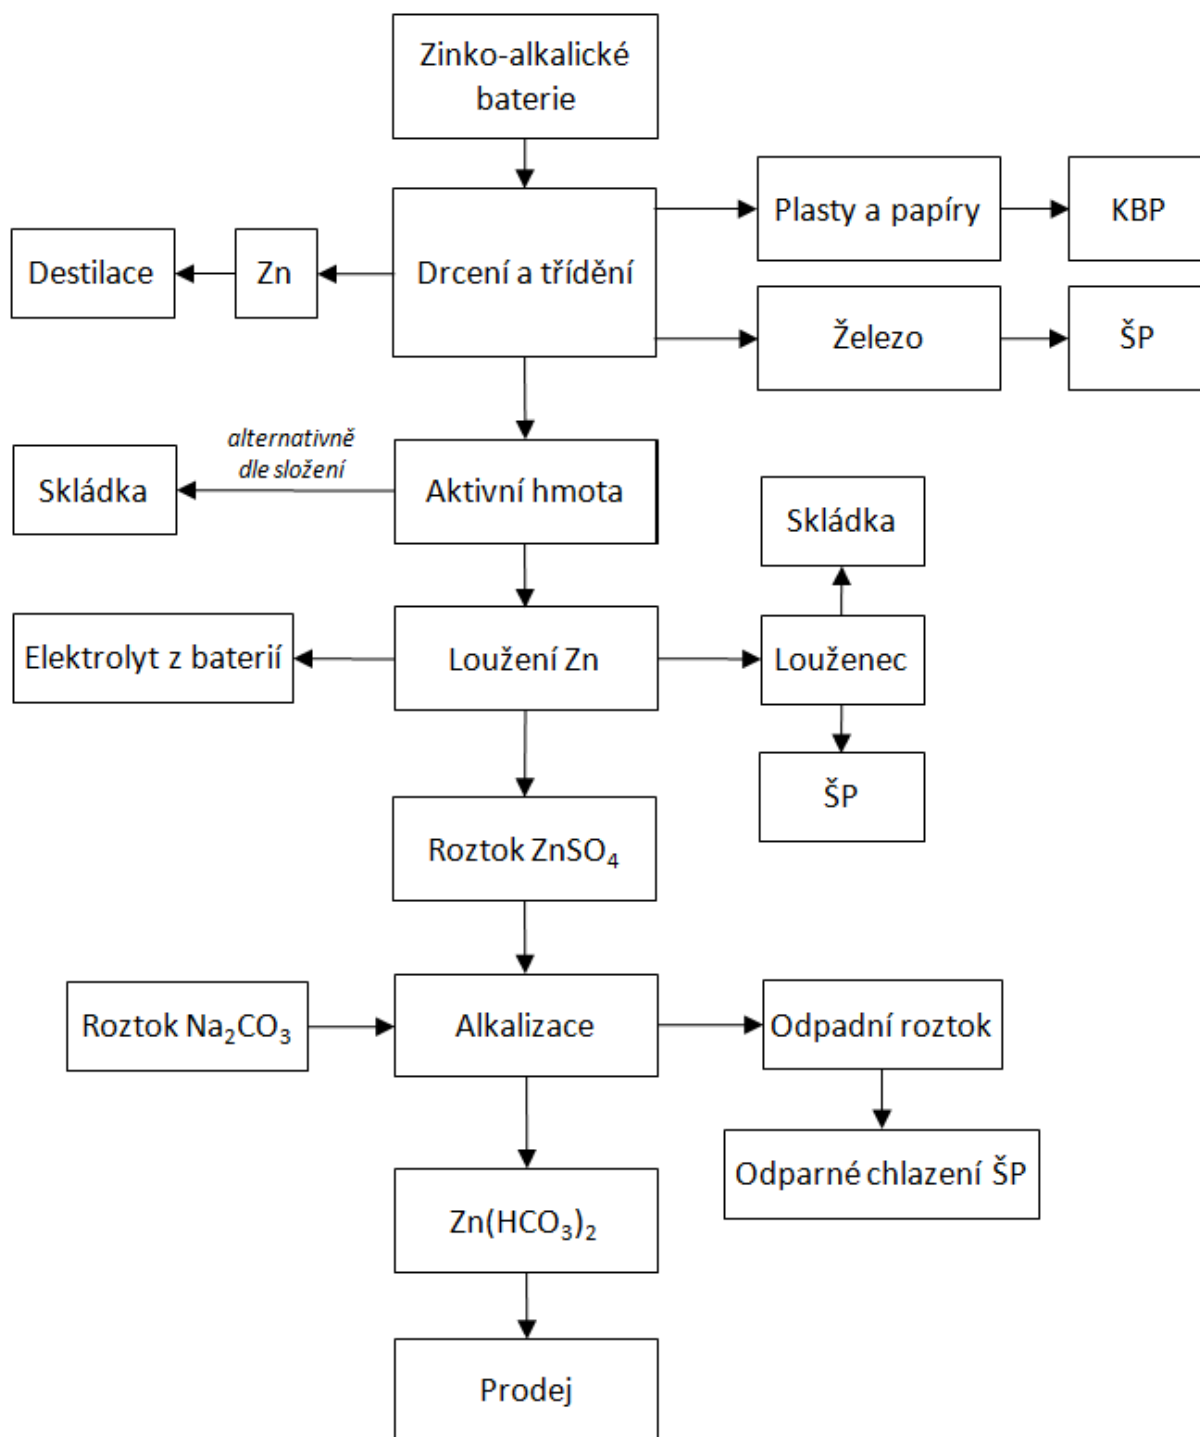 Zinko-alkalické
baterie
Plasty a papíry
KBP
Destilace
Zn
Drcení a třídění
Železo
ŠP
alternativně
dle složení
Skládka
Aktivní hmota
Skládka
Elektrolyt z baterií
Loužení Zn
Louženec
ŠP
Roztok ZnSO₄
Roztok Na₂CO₃
Alkalizace
Odpadní roztok
Odparné chlazení ŠP
Zn(HCO₃)₂
Prodej